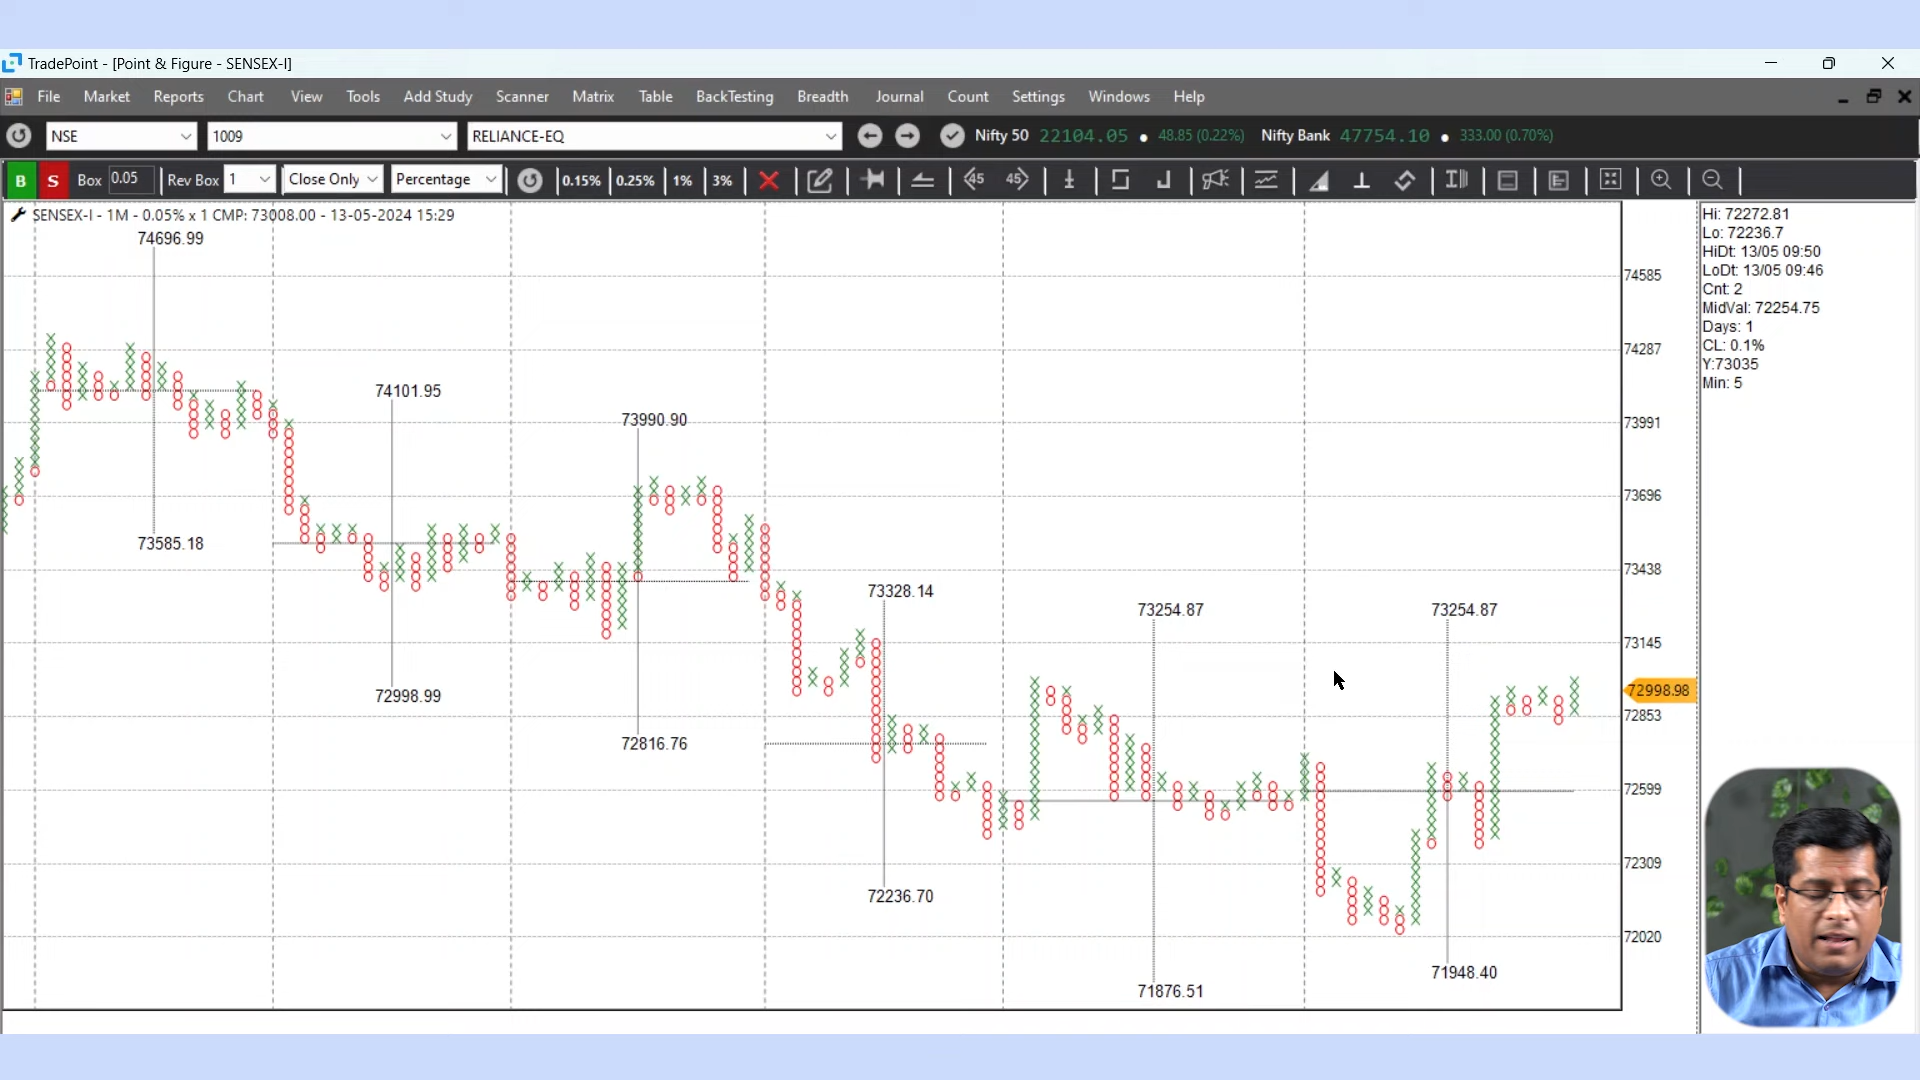 TradePoint - [Point & Figure - SENSEX-I]
File Market Reports Chart View Tools Add Study Scanner Matrix Table BackTesting Breadth Journal Count Settings Windows Help
NSE 1009 RELIANCE-EQ Nifty 50 22104.05 48.85 (0.22%) Nifty Bank 47754.10 333.00 (0.70%)
B S Box 0.05 Rev Box 1 Close Only Percentage 0.15% 0.25% 1% 3% 45 45
SENSEX-I - 1M - 0.05% x 1 CMP: 73008.00 - 13-05-2024 15:29
74696.99
74101.95
73990.90
73585.18
73328.14
73254.87
73254.87
72998.99
72816.76
72236.70
71948.40
71876.51
74585
74287
73991
73696
73438
73145
72998.98
72853
72599
72309
72020
Hi: 72272.81
Lo: 72236.7
HiDt: 13/05 09:50
LoDt: 13/05 09:46
Cnt: 2
MidVal: 72254.75
Days: 1
CL: 0.1%
Y:73035
Min: 5